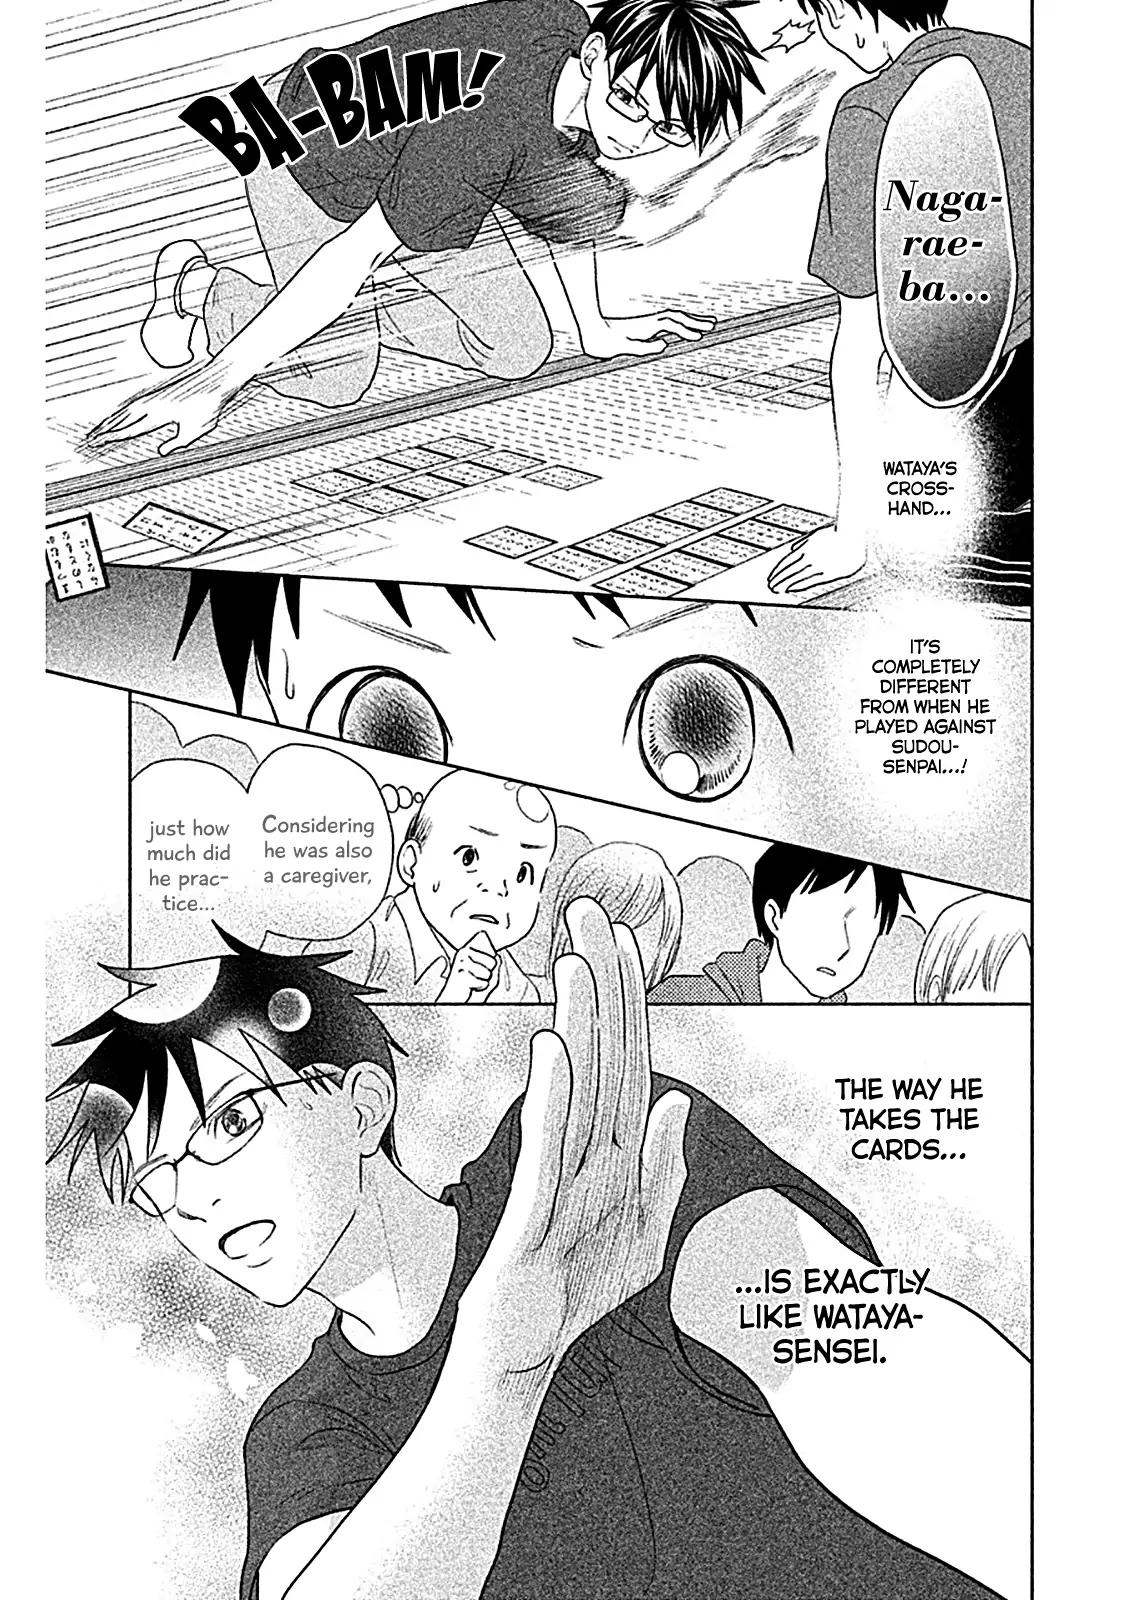 BA-BAM!
Naga-
rae-
ba...
WATAYA'S
CROSS-
HAND...
IT'S
COMPLETELY
DIFFERENT
FROM WHEN HE
PLAYED AGAINST
SUDOU-
SENPAI...!
Considering
he was also
a caregiver,
just how
much did
he prac-
tice...
THE WAY HE
TAKES THE
CARDS...
...IS EXACTLY
LIKE WATAYA-
SENSEI.